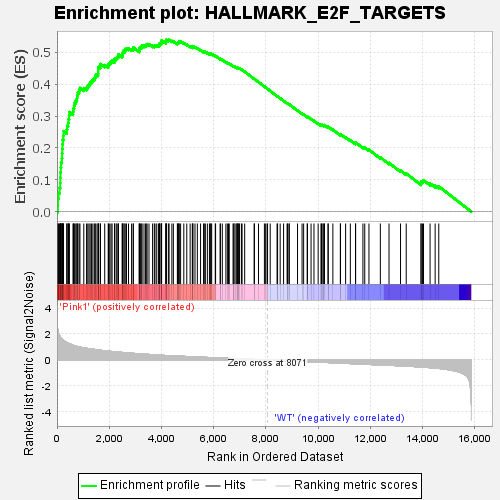 Enrichment plot: HALLMARK_E2F_TARGETS
Enrichment score (ES)
0.5
0.4
0.3
0.2
0.1
0.0
Ranked list metric (Signal2Noise)
4
2
0
-2
-4
'Pink1' (positively correlated)
Zero cross at 8071
'WT' (negatively correlated)
0
2,000
4,000
6,000
8,000
10,000
12,000
14,000
16,000
Rank in Ordered Dataset
Enrichment profile
Hits
Ranking metric scores